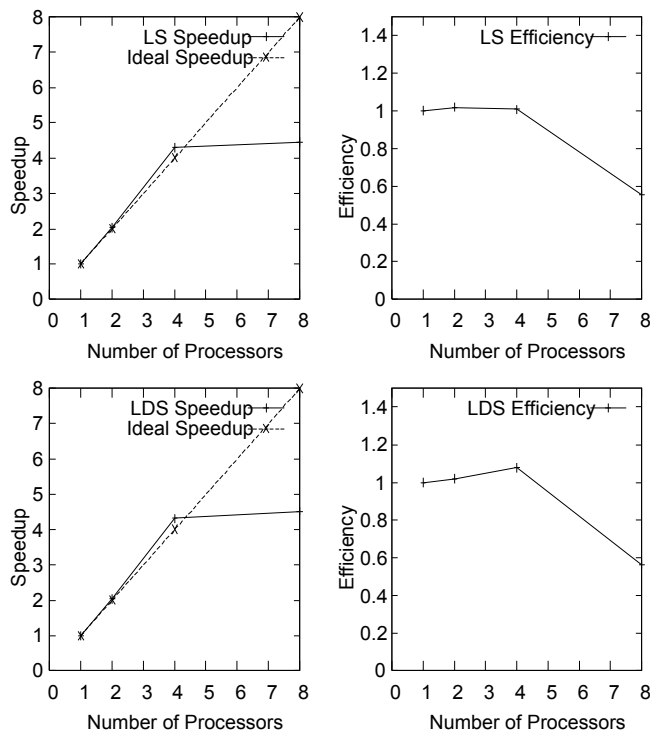 8
7
6
5
4
3
2
1
0
Speedup
LS Speedup
Ideal Speedup
0 1 2 3 4 5 6 7 8
Number of Processors
1.4
1.2
1
0.8
0.6
0.4
0.2
0
Efficiency
LS Efficiency
0 1 2 3 4 5 6 7 8
Number of Processors
8
7
6
5
4
3
2
1
0
Speedup
LDS Speedup
Ideal Speedup
0 1 2 3 4 5 6 7 8
Number of Processors
1.4
1.2
1
0.8
0.6
0.4
0.2
0
Efficiency
LDS Efficiency
0 1 2 3 4 5 6 7 8
Number of Processors